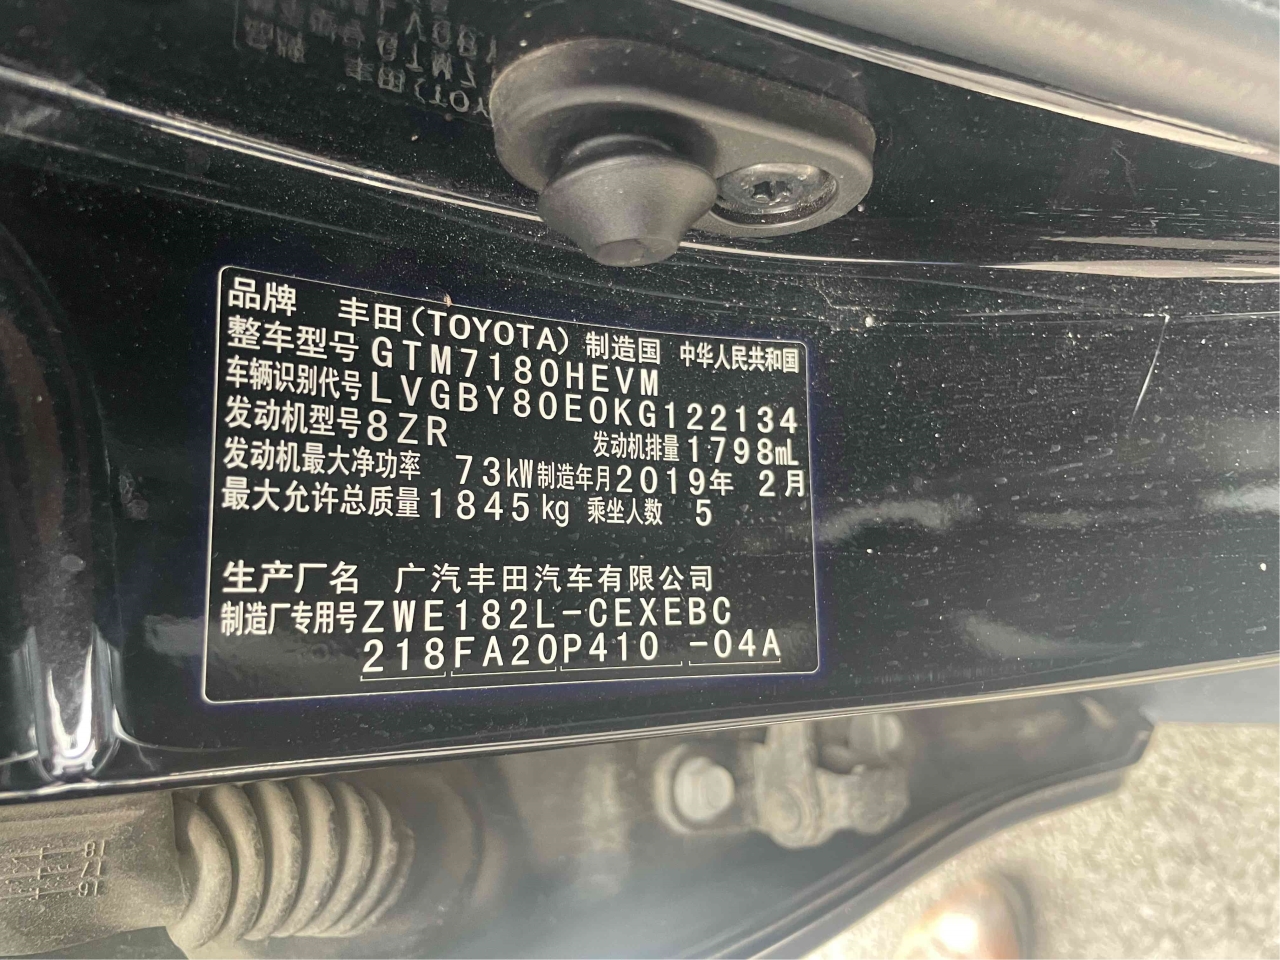 品牌 丰田(TOYOTA) 制造国 中华人民共和国
整车型号 GTM7180HEVM
车辆识别代号 LVGBY80E0KG122134
发动机型号 8ZR 发动机排量 1798mL
发动机最大净功率 73kW 制造年月 2019年 2月
最大允许总质量 1845kg 乘坐人数 5
生产厂名 广汽丰田汽车有限公司
制造厂专用号 ZWE182L-CEXEBC
218FA20P410 -04A